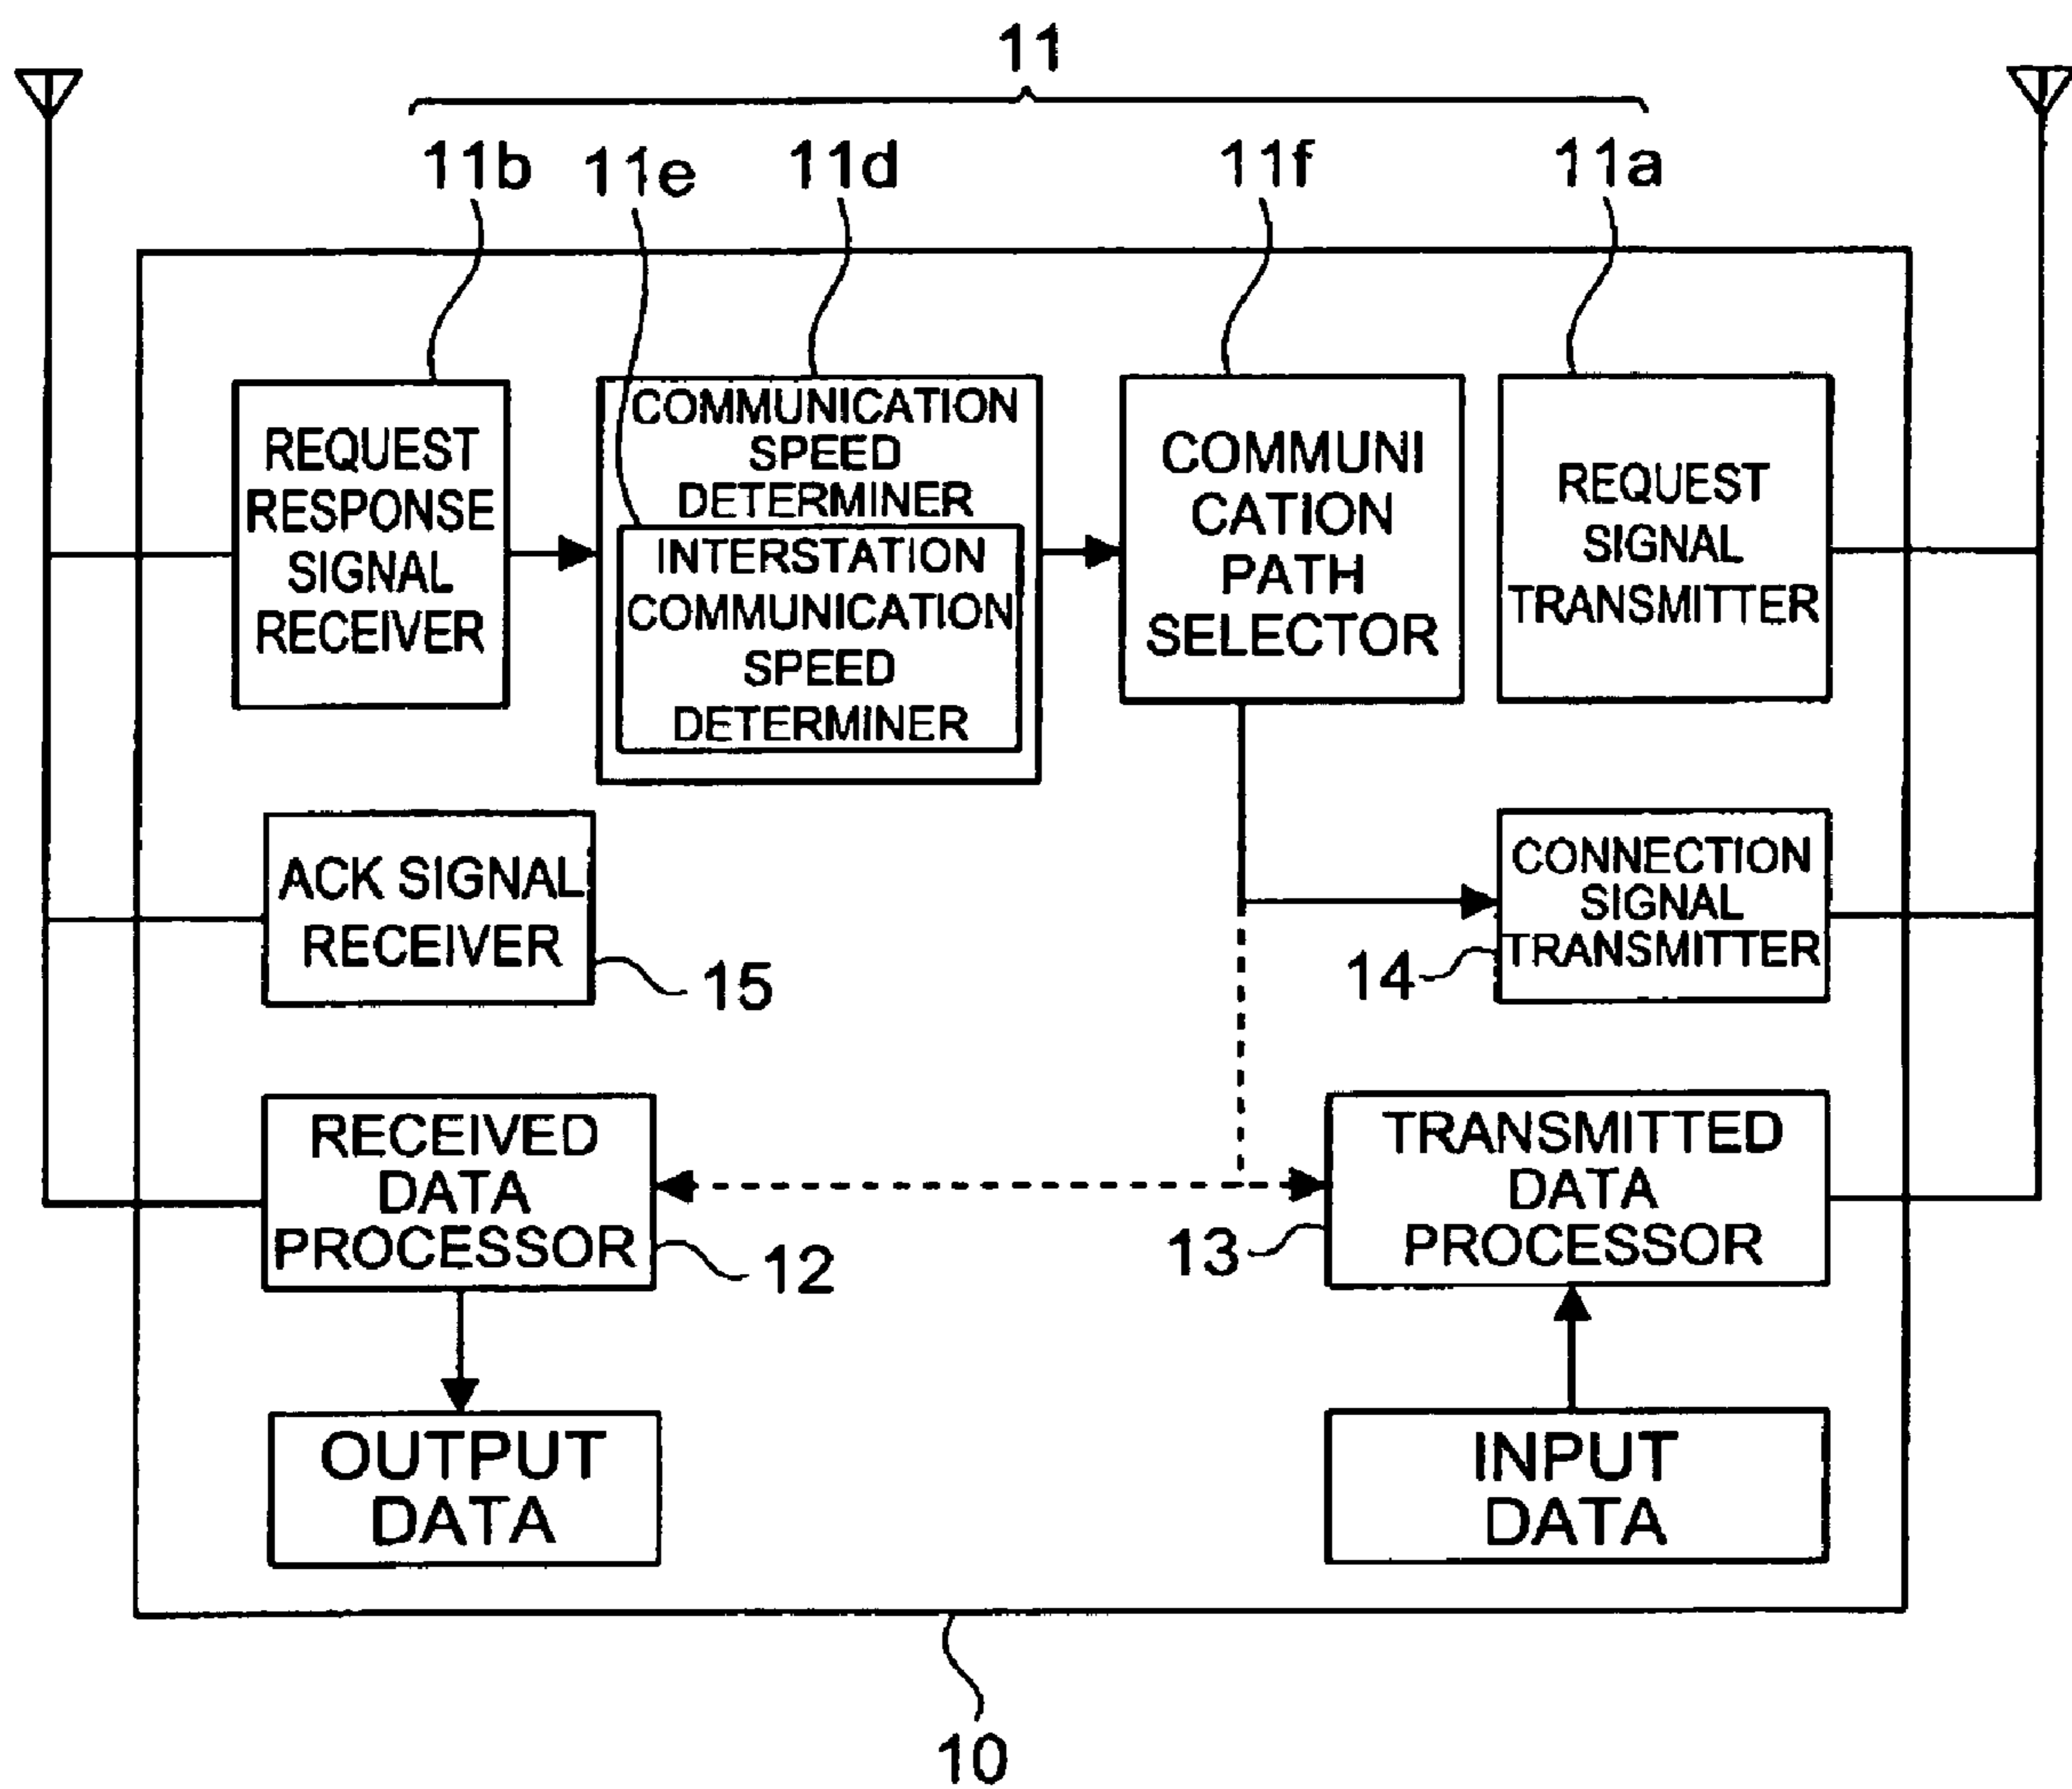 11
11b
11e
11d
11f
11a
REQUEST
RESPONSE
SIGNAL
RECEIVER
COMMUNICATION
SPEED
DETERMINER
INTERSTATION
COMMUNICATION
SPEED
DETERMINER
COMMUNI
CATION
PATH
SELECTOR
REQUEST
SIGNAL
TRANSMITTER
ACK SIGNAL
RECEIVER
15
CONNECTION
SIGNAL
TRANSMITTER
14
RECEIVED
DATA
PROCESSOR
12
TRANSMITTED
DATA
PROCESSOR
13
OUTPUT
DATA
INPUT
DATA
10